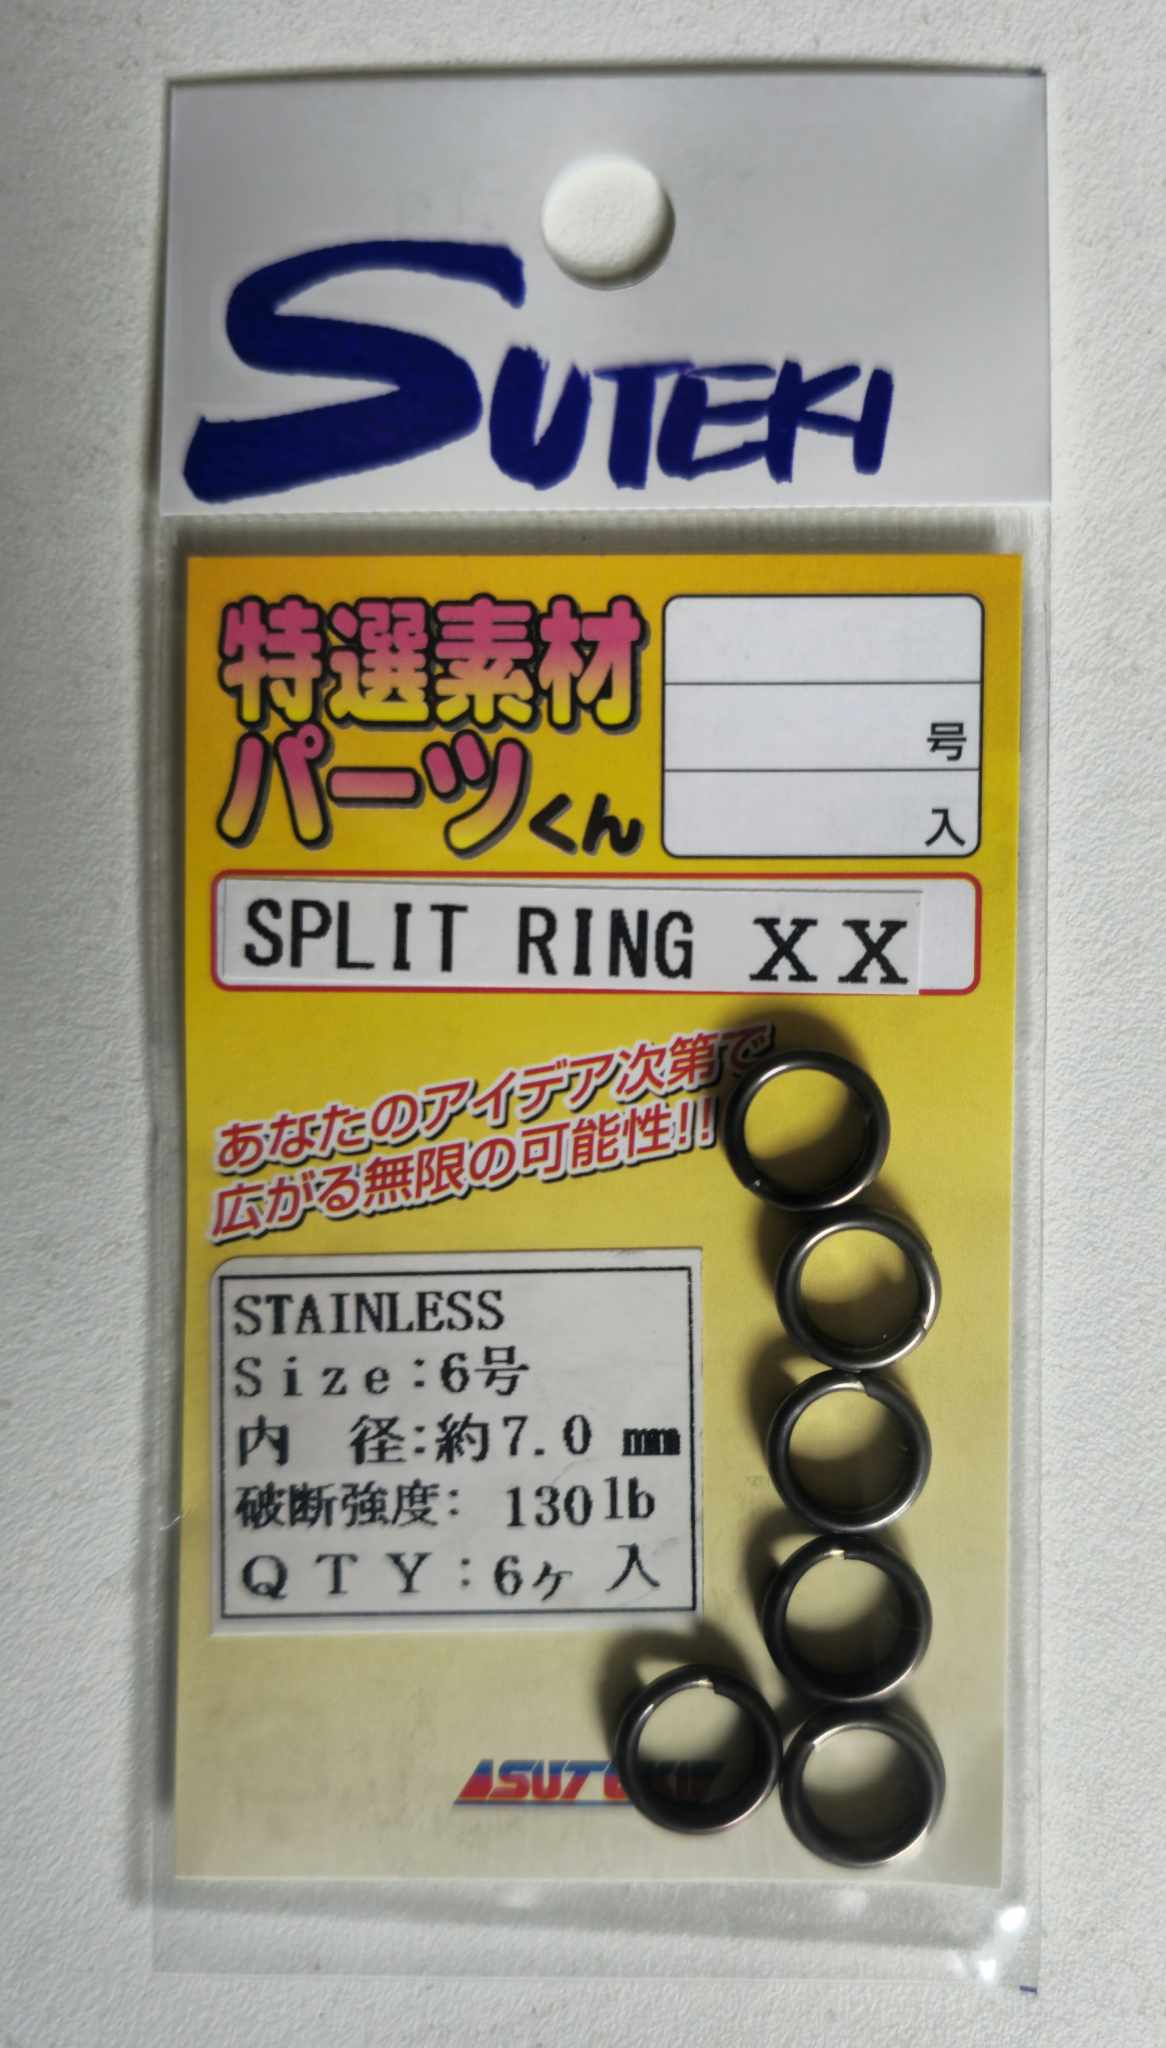 SUTEKI
特選素材
パーツくん
号
入
SPLIT RING XX
あなたのアイデア次第で
広がる無限の可能性!!
STAINLESS
Size:6号
内 径:約7.0 mm
破断強度: 130lb
QTY:6ヶ入